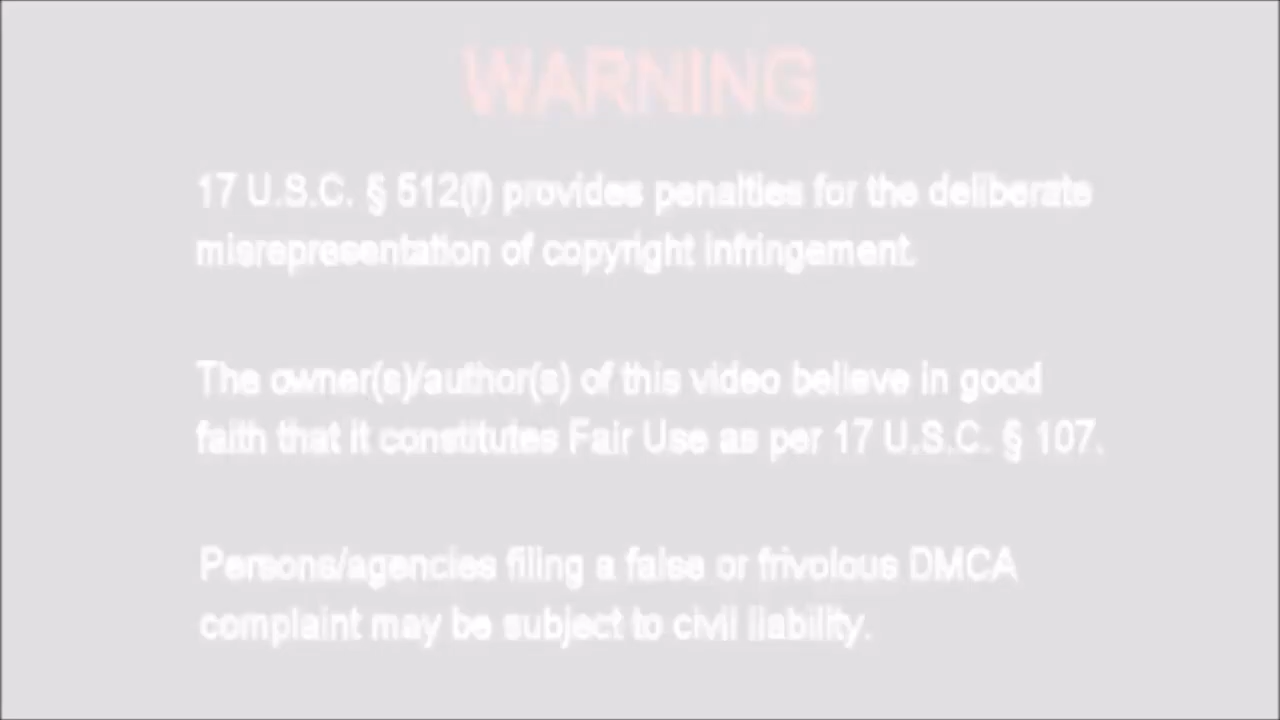 WARNING
17 U.S.C. § 512(f) provides penalties for the deliberate
misrepresentation of copyright infringement.
The owner(s)/author(s) of this video believe in good
faith that it constitutes Fair Use as per 17 U.S.C. § 107.
Persons/agencies filing a false or frivolous DMCA
complaint may be subject to civil liability.